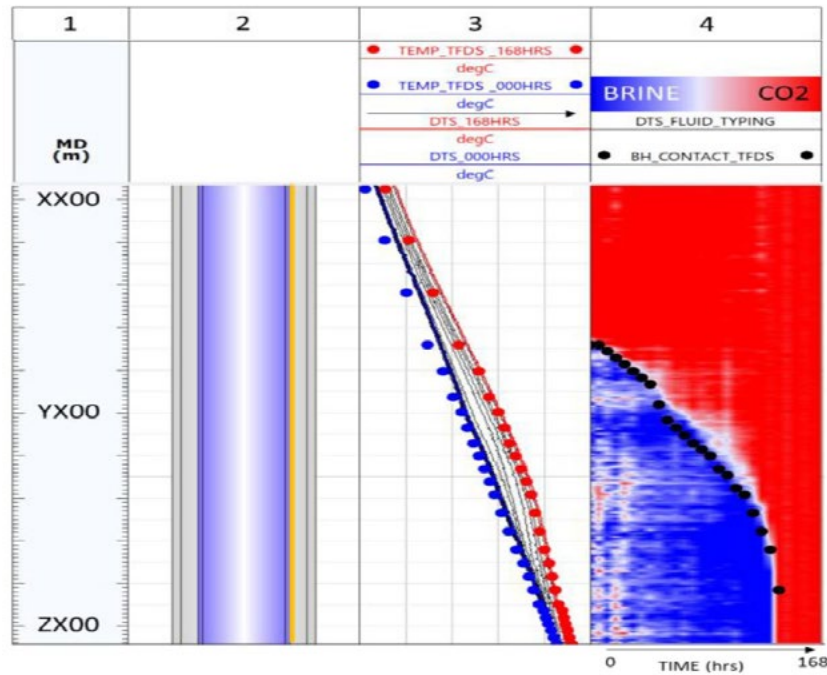 1
2
3
4
TEMP_TFDS _168HRS
degC
TEMP_TFDS _000HRS
degC
DTS_168HRS
degC
DTS_000HRS
degC
BRINE CO2
DTS_FLUID_TYPING
BH_CONTACT_TFDS
MD
(m)
XX00
YX00
ZX00
0 168
TIME (hrs)